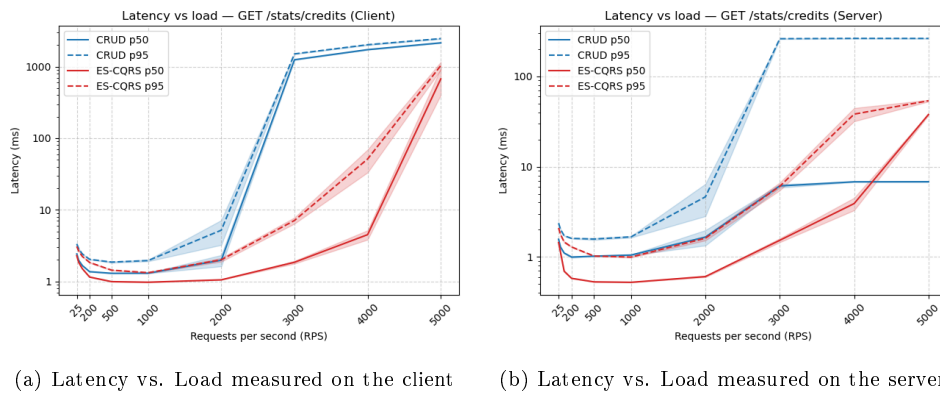 Latency vs load — GET /stats/credits (Client)
CRUD p50
CRUD p95
ES-CQRS p50
ES-CQRS p95
Latency (ms)
1000
100
10
1
25
200
500
1000
2000
3000
4000
5000
Requests per second (RPS)
(a) Latency vs. Load measured on the client
Latency vs load — GET /stats/credits (Server)
CRUD p50
CRUD p95
ES-CQRS p50
ES-CQRS p95
Latency (ms)
100
10
1
25
200
500
1000
2000
3000
4000
5000
Requests per second (RPS)
(b) Latency vs. Load measured on the server